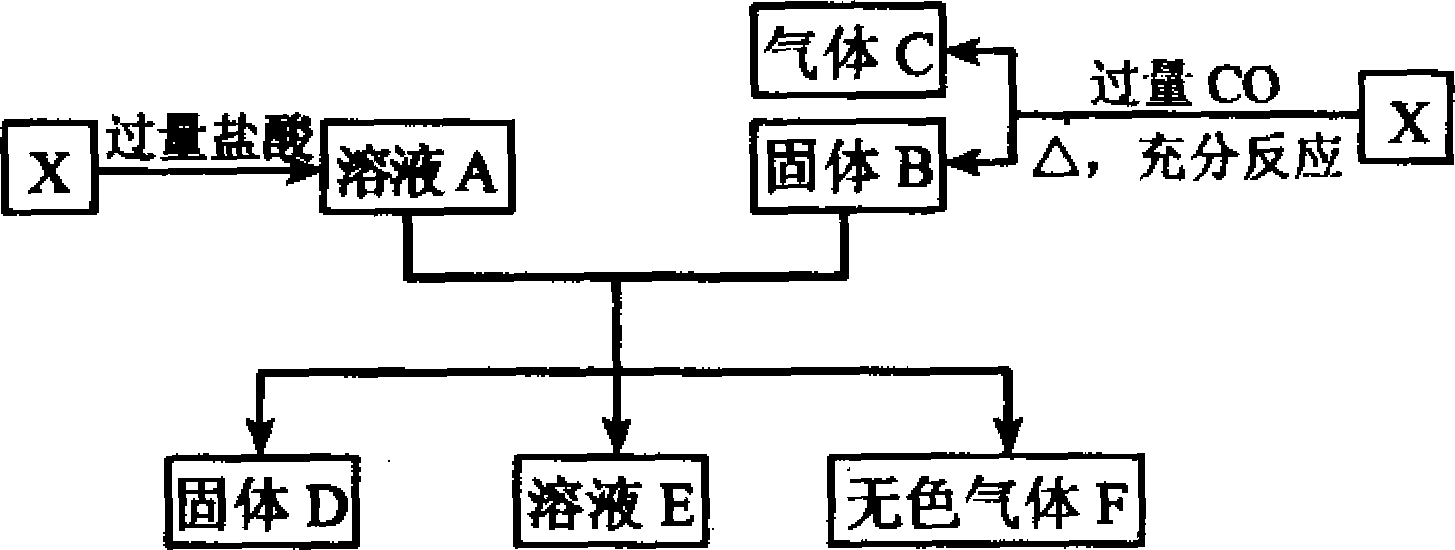 气体 C
过量 CO
X
过量盐酸
溶液 A
固体 B
△，充分反应
X
固体 D
溶液 E
无色气体 F